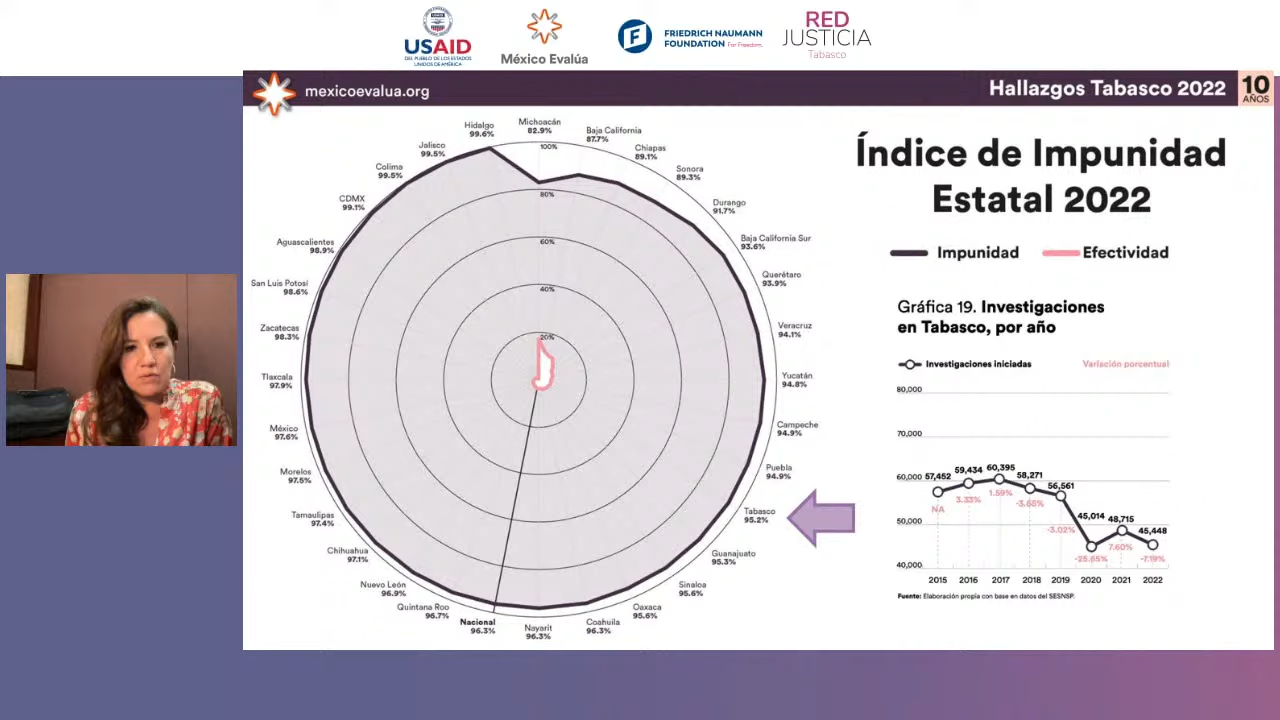 USAID
DEL PUEBLO DE LOS ESTADOS
UNIDOS DE AMÉRICA
México Evalúa
F
FRIEDRICH NAUMANN
FOUNDATION For Freedom.
RED
JUSTICIA
Tabasco
mexicoevalua.org
Hallazgos Tabasco 2022
10
AÑOS
Índice de Impunidad
Estatal 2022
Impunidad
Efectividad
Michoacán
82.9%
Baja California
87.7%
Chiapas
89.1%
Sonora
89.3%
Durango
91.7%
Baja California Sur
93.6%
Querétaro
93.9%
Veracruz
94.1%
Yucatán
94.8%
Campeche
94.9%
Puebla
94.9%
Tabasco
95.2%
Guanajuato
95.3%
Sinaloa
95.6%
Oaxaca
95.6%
Coahuila
96.3%
Nayarit
96.3%
Nacional
96.3%
Quintana Roo
96.7%
Nuevo León
96.9%
Chihuahua
97.1%
Tamaulipas
97.4%
Morelos
97.5%
México
97.6%
Tlaxcala
97.9%
Zacatecas
98.3%
San Luis Potosí
98.6%
Aguascalientes
98.9%
CDMX
99.1%
Colima
99.5%
Jalisco
99.5%
Hidalgo
99.6%
100%
80%
60%
40%
20%
Gráfica 19. Investigaciones
en Tabasco, por año
Investigaciones iniciadas
Variación porcentual
80,000
70,000
60,000
50,000
40,000
57,452
59,434
60,395
58,271
56,561
45,014
48,715
45,448
NA
3.33%
1.59%
-3.65%
-3.02%
-25.65%
7.60%
-7.19%
2015 2016 2017 2018 2019 2020 2021 2022
Fuente: Elaboración propia con base en datos del SESNSP.